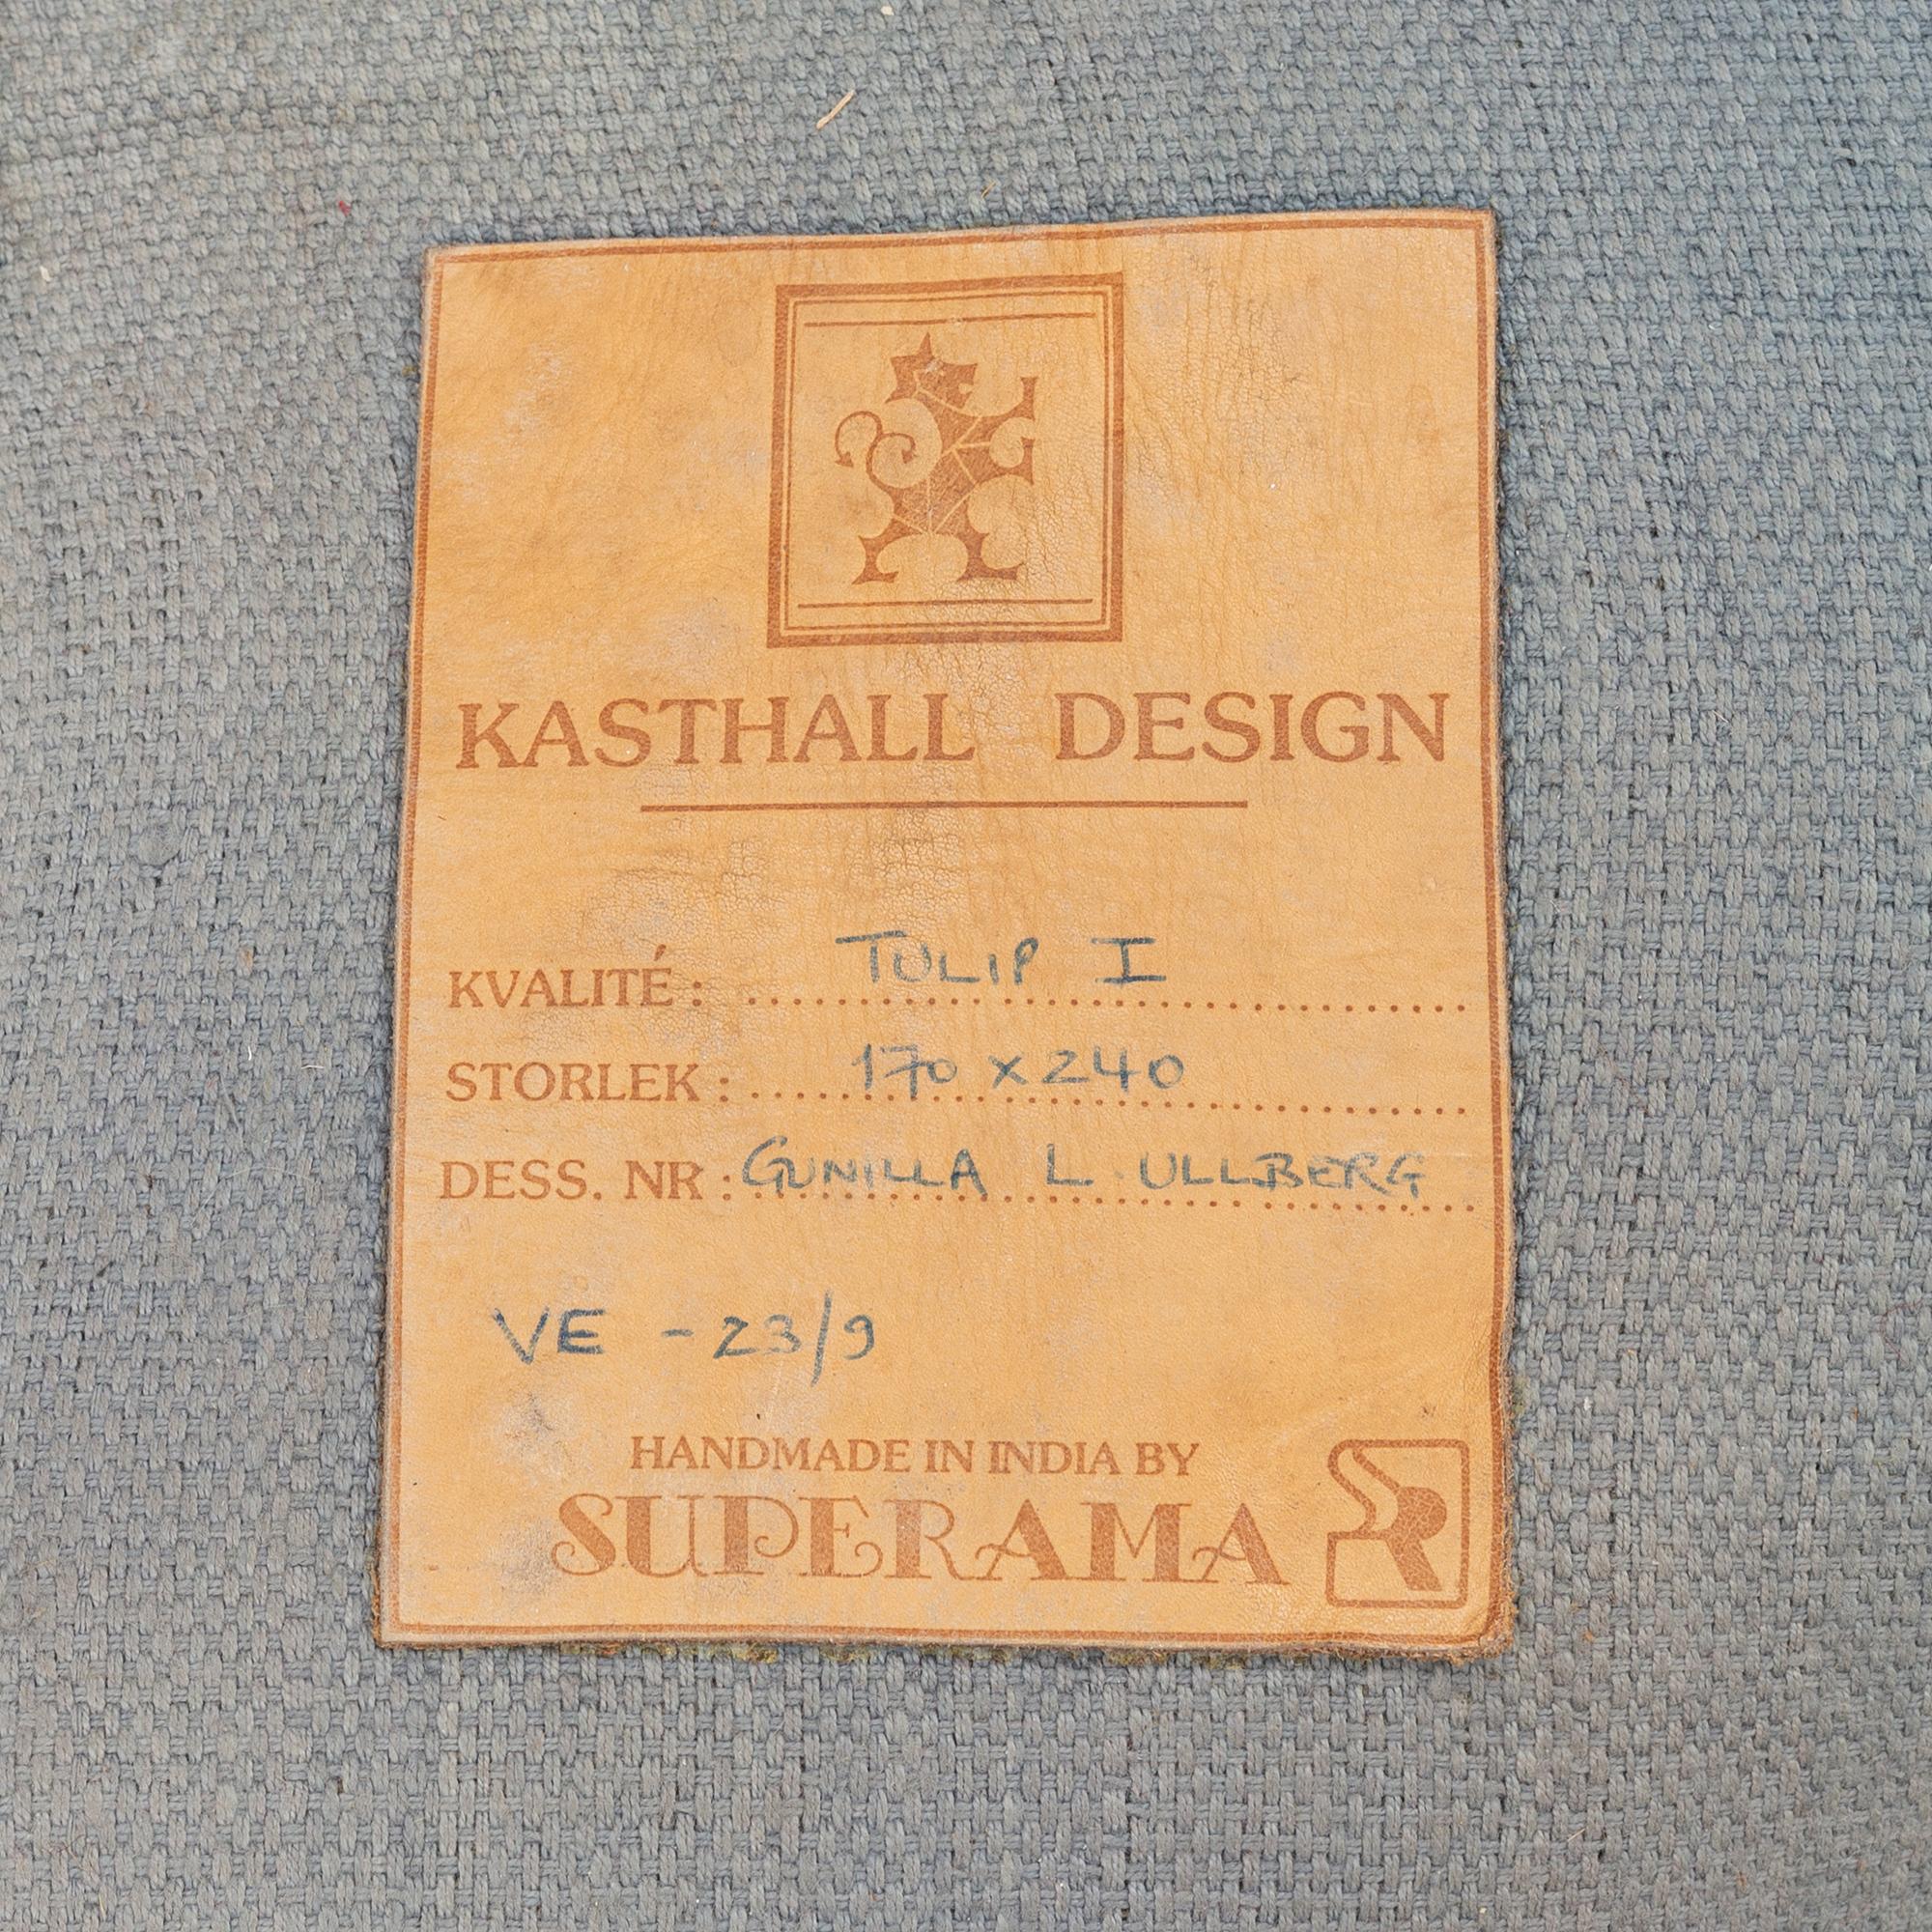 KASTHALL DESIGN
KVALITÉ: TULIP I
STORLEK: 170 x 240
DESS. NR: GUNILLA L. ULLBERG
VE - 23/9
HANDMADE IN INDIA BY
SUPERAMA